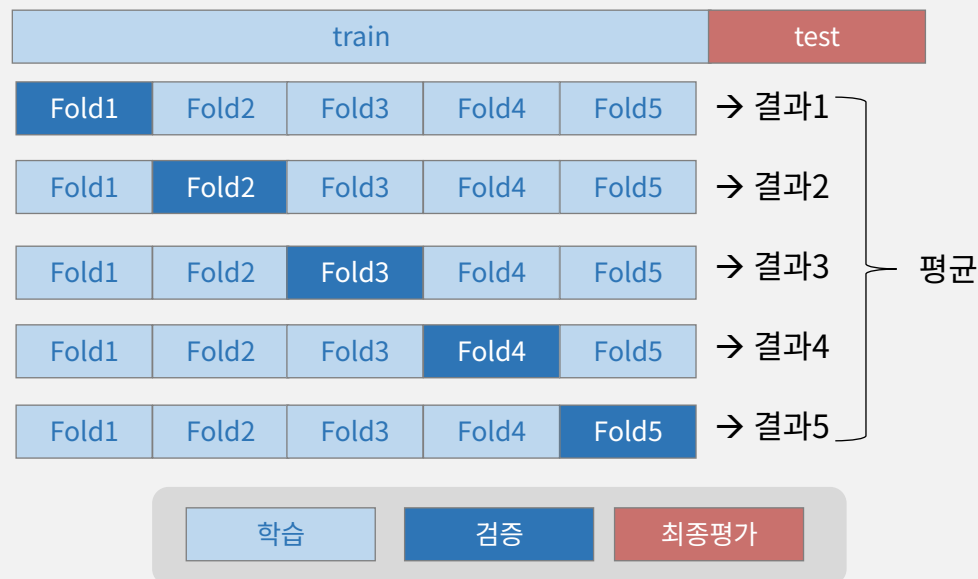 train test
Fold1 Fold2 Fold3 Fold4 Fold5 → 결과1
Fold1 Fold2 Fold3 Fold4 Fold5 → 결과2
Fold1 Fold2 Fold3 Fold4 Fold5 → 결과3
평균
Fold1 Fold2 Fold3 Fold4 Fold5 → 결과4
Fold1 Fold2 Fold3 Fold4 Fold5 → 결과5
학습 검증 최종평가